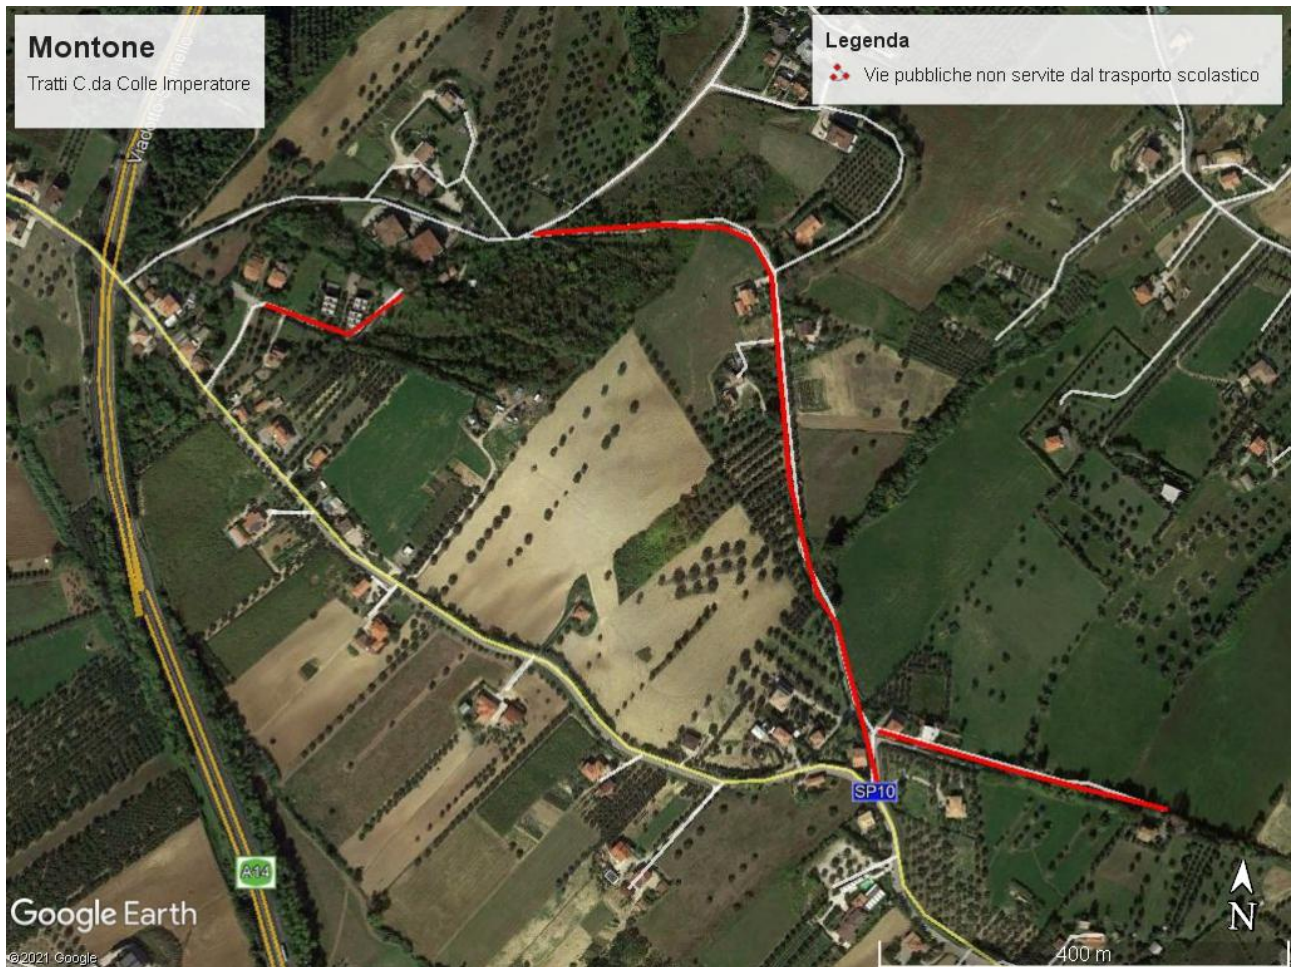 Montone
Tratti C.da Colle Imperatore
Legenda
Vie pubbliche non servite dal trasporto scolastico
SP10
A14
Google Earth
N
©2021 Google
400 m